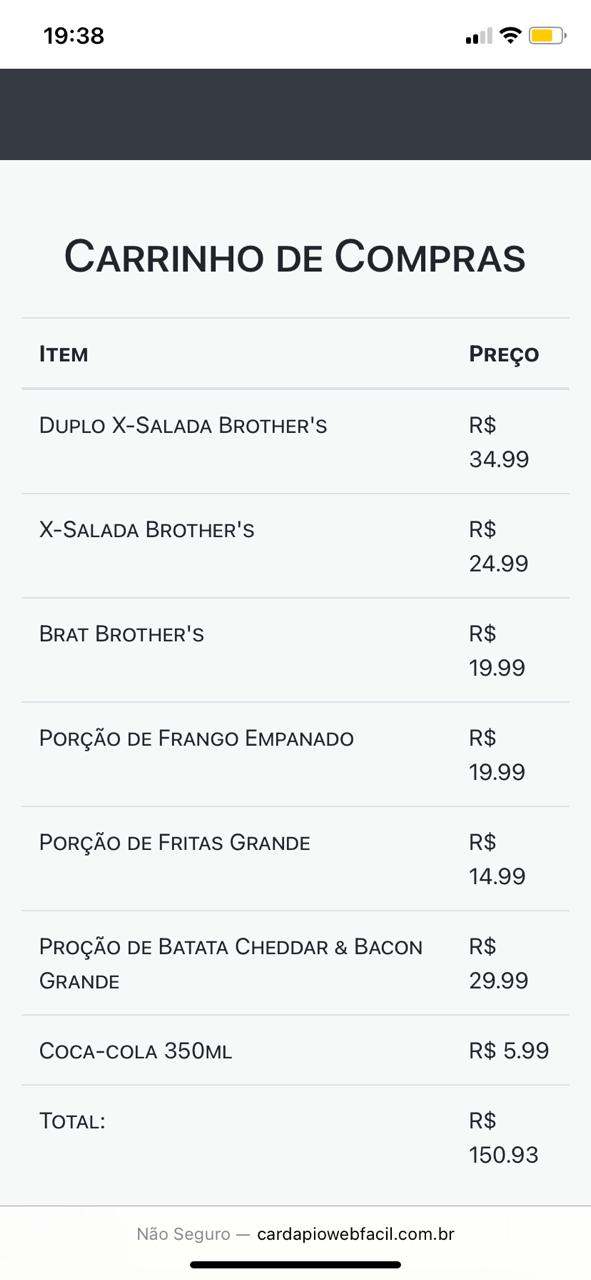 19:38
Carrinho de Compras
Item Preço
Duplo X-Salada Brother's R$
34.99
X-Salada Brother's R$
24.99
Brat Brother's R$
19.99
Porção de Frango Empanado R$
19.99
Porção de Fritas Grande R$
14.99
Proção de Batata Cheddar & Bacon R$
Grande 29.99
Coca-cola 350ml R$ 5.99
Total: R$
150.93
Não Seguro — cardapiowebfacil.com.br